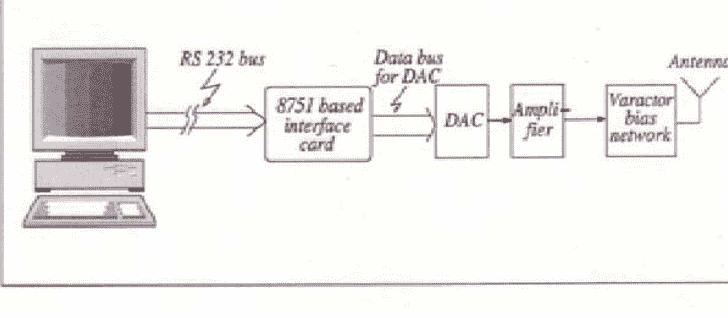 RS 232 bus
Data bus
for DAC
Antenna
8751 based
interface
card
DAC
Ampli-
fier
Varactor
bias
network